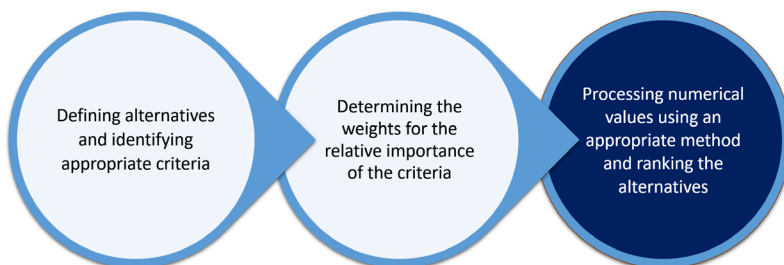 Defining alternatives
and identifying
appropriate criteria
Determining the
weights for the
relative importance
of the criteria
Processing numerical
values using an
appropriate method
and ranking the
alternatives